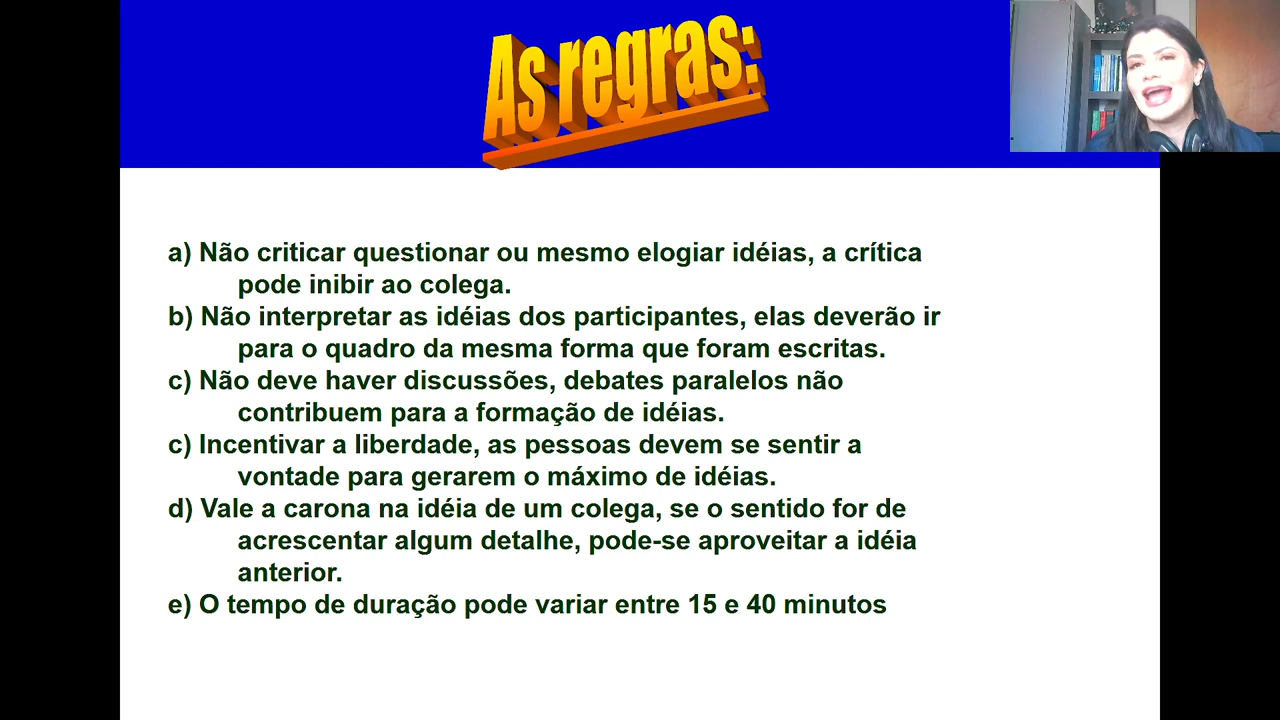 As regras:
a) Não criticar questionar ou mesmo elogiar idéias, a crítica
pode inibir ao colega.
b) Não interpretar as idéias dos participantes, elas deverão ir
para o quadro da mesma forma que foram escritas.
c) Não deve haver discussões, debates paralelos não
contribuem para a formação de idéias.
c) Incentivar a liberdade, as pessoas devem se sentir a
vontade para gerarem o máximo de idéias.
d) Vale a carona na idéia de um colega, se o sentido for de
acrescentar algum detalhe, pode-se aproveitar a idéia
anterior.
e) O tempo de duração pode variar entre 15 e 40 minutos